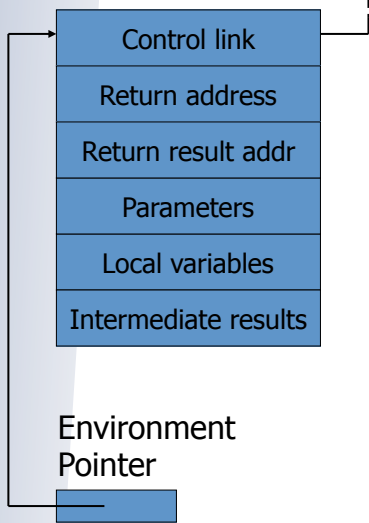 Control link
Return address
Return result addr
Parameters
Local variables
Intermediate results
Environment
Pointer